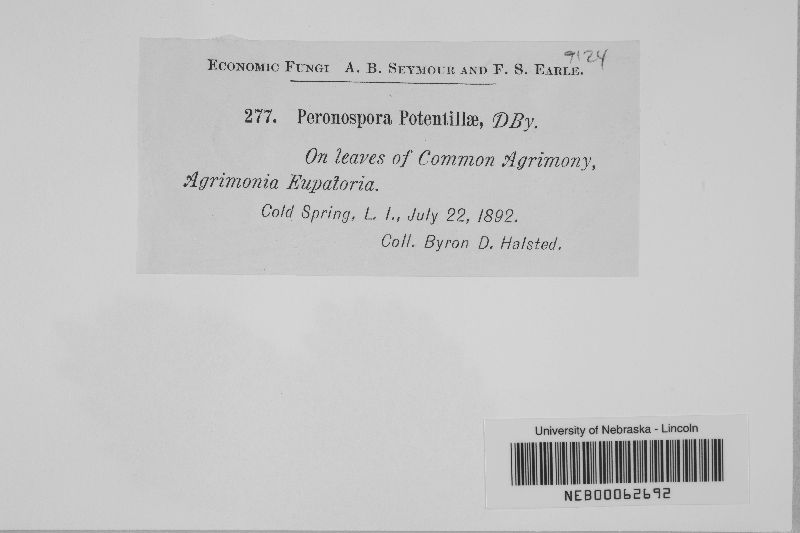 9124
ECONOMIC FUNGI A. B. SEYMOUR AND F. S. EARLE.
277. Peronospora Potentillæ, DBy.
On leaves of Common Agrimony,
Agrimonia Eupatoria.
Cold Spring, L. I., July 22, 1892.
Coll. Byron D. Halsted.
University of Nebraska - Lincoln
NEB00062692